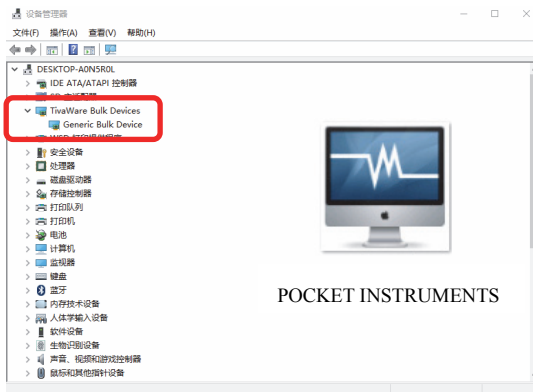 设备管理器
文件(F) 操作(A) 查看(V) 帮助(H)
DESKTOP-A0N5R0L
IDE ATA/ATAPI 控制器
TivaWare Bulk Devices
Generic Bulk Device
安全设备
处理器
磁盘驱动器
存储控制器
打印队列
打印机
电池
计算机
监视器
键盘
蓝牙
内存技术设备
人体学输入设备
软件设备
生物识别设备
声音、视频和游戏控制器
鼠标和其他指针设备
POCKET INSTRUMENTS